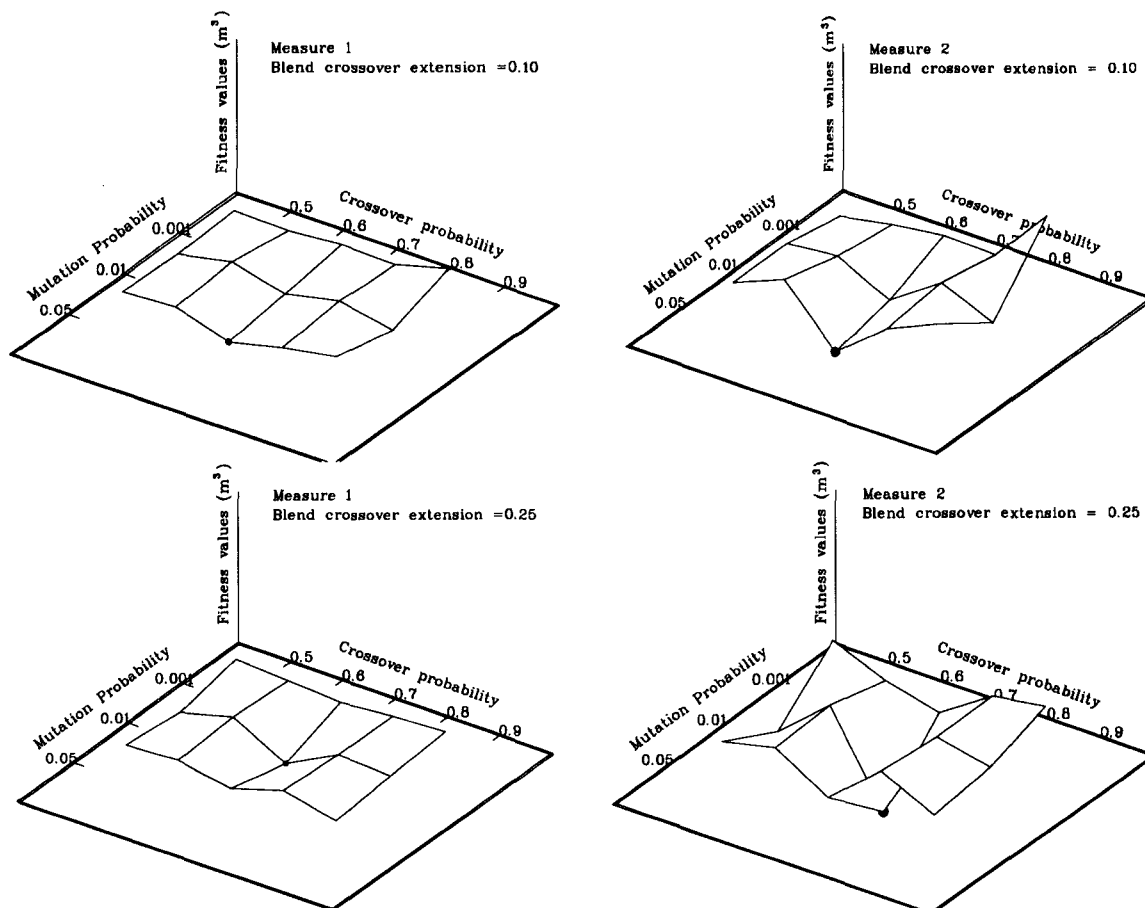 Fitness values (m³)
Measure 1
Blend crossover extension =0.10
Mutation Probability
0.001
0.01
0.05
Crossover probability
0.5
0.6
0.7
0.8
0.9
Fitness values (m³)
Measure 2
Blend crossover extension = 0.10
Mutation Probability
0.001
0.01
0.05
Crossover probability
0.5
0.6
0.7
0.8
0.9
Fitness values (m³)
Measure 1
Blend crossover extension =0.25
Mutation Probability
0.001
0.01
0.05
Crossover probability
0.5
0.6
0.7
0.8
0.9
Fitness values (m³)
Measure 2
Blend crossover extension = 0.25
Mutation Probability
0.001
0.01
0.05
Crossover probability
0.5
0.6
0.7
0.8
0.9